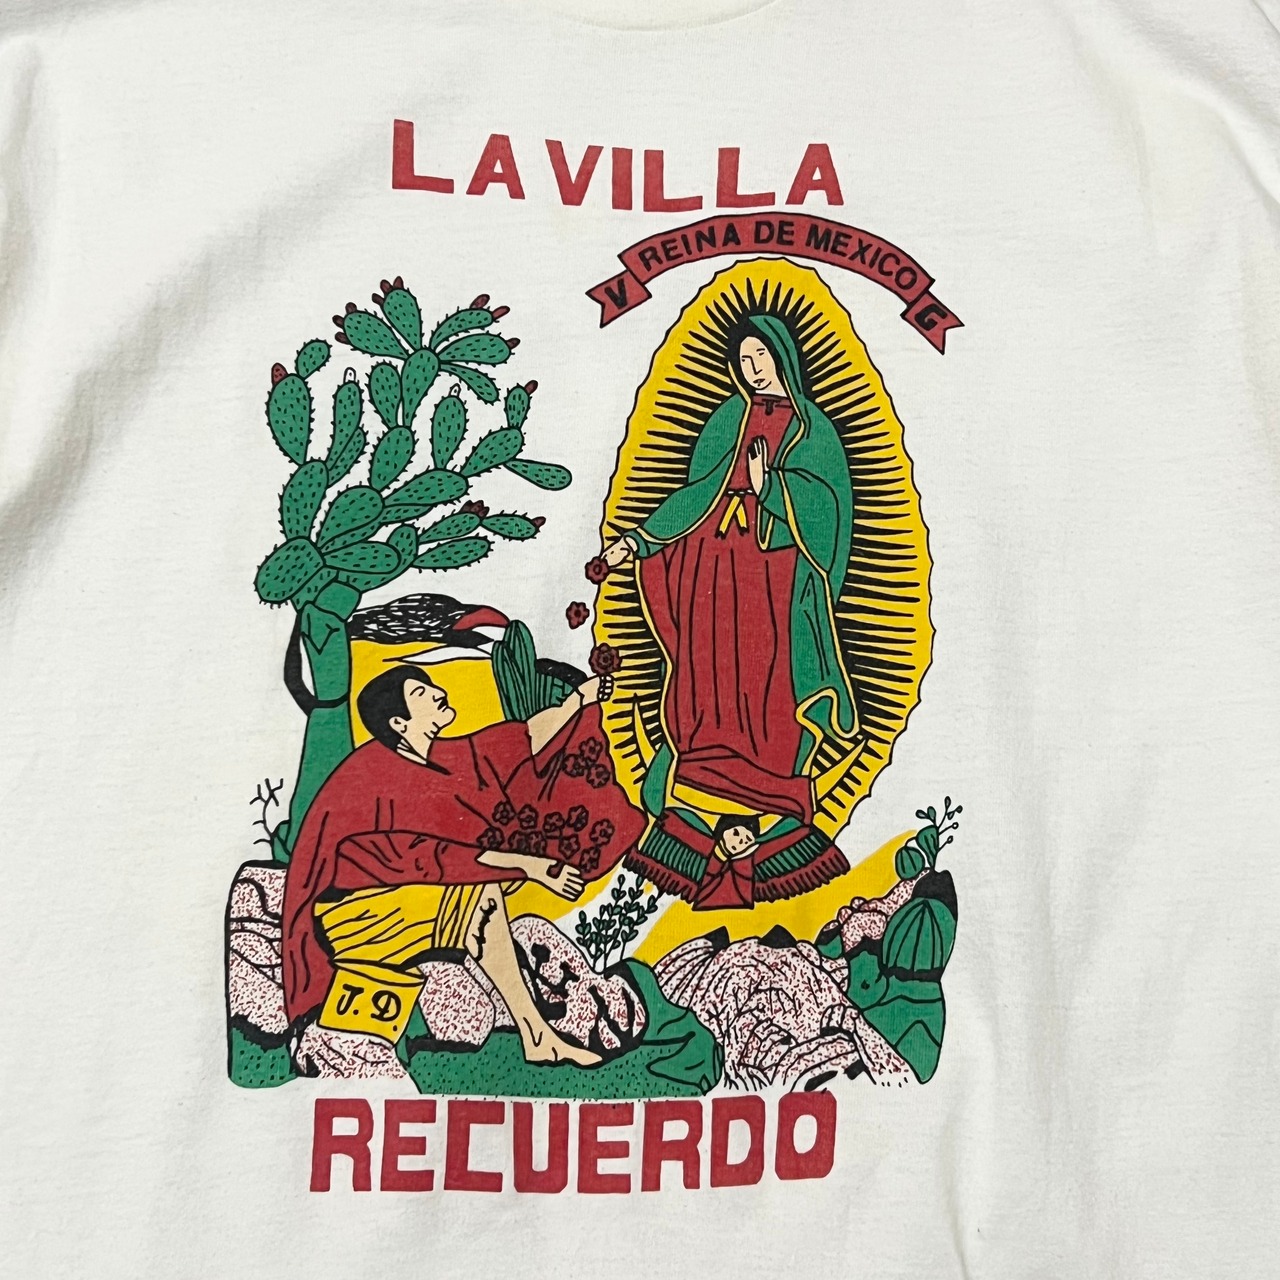 LA VILLA
V REINA DE MEXICO G
J. D.
RECUERDO